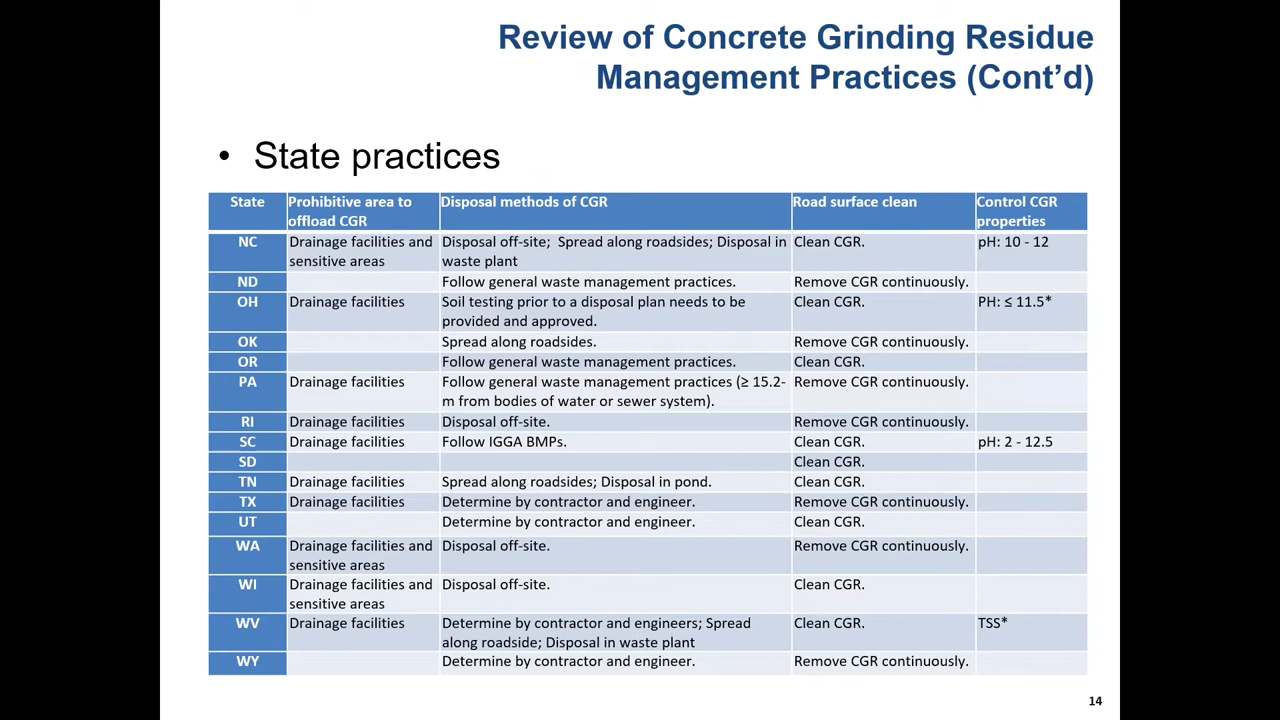 Review of Concrete Grinding Residue
Management Practices (Cont’d)
• State practices
State Prohibitive area to offload CGR Disposal methods of CGR Road surface clean Control CGR properties
NC Drainage facilities and sensitive areas Disposal off-site; Spread along roadsides; Disposal in waste plant Clean CGR. pH: 10 - 12
ND Follow general waste management practices. Remove CGR continuously.
OH Drainage facilities Soil testing prior to a disposal plan needs to be provided and approved. Clean CGR. PH: ≤ 11.5*
OK Spread along roadsides. Remove CGR continuously.
OR Follow general waste management practices. Clean CGR.
PA Drainage facilities Follow general waste management practices (≥ 15.2-m from bodies of water or sewer system). Remove CGR continuously.
RI Drainage facilities Disposal off-site. Remove CGR continuously.
SC Drainage facilities Follow IGGA BMPs. Clean CGR. pH: 2 - 12.5
SD Clean CGR.
TN Drainage facilities Spread along roadsides; Disposal in pond. Clean CGR.
TX Drainage facilities Determine by contractor and engineer. Remove CGR continuously.
UT Determine by contractor and engineer. Clean CGR.
WA Drainage facilities and sensitive areas Disposal off-site. Remove CGR continuously.
WI Drainage facilities and sensitive areas Disposal off-site. Clean CGR.
WV Drainage facilities Determine by contractor and engineers; Spread along roadside; Disposal in waste plant Clean CGR. TSS*
WY Determine by contractor and engineer. Remove CGR continuously.
14